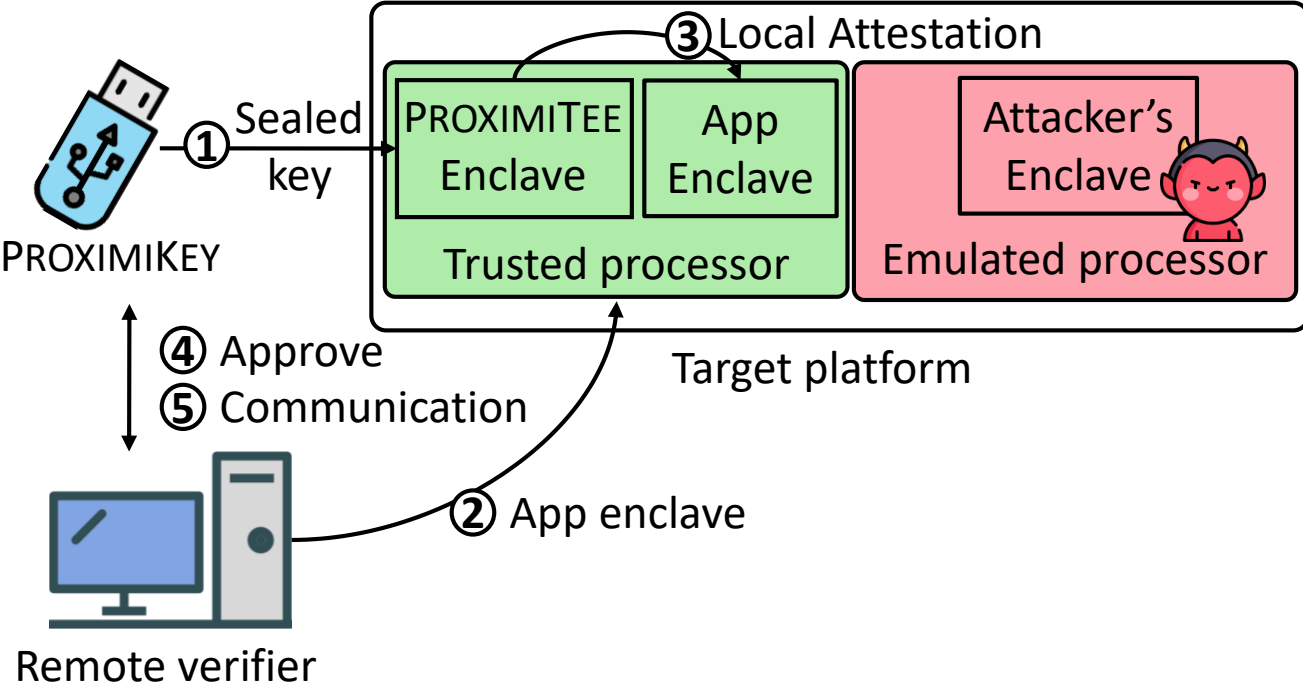 ③ Local Attestation
① Sealed
key
PROXIMITEE
Enclave
App
Enclave
Attacker's
Enclave
PROXIMIKEY
Trusted processor
Emulated processor
④ Approve
⑤ Communication
Target platform
② App enclave
Remote verifier